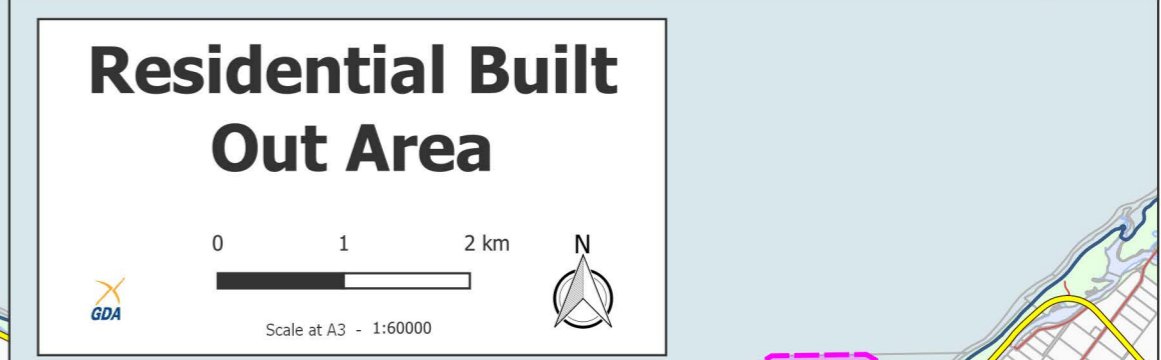 Residential Built
Out Area
0 1 2 km
N
GDA
Scale at A3 - 1:60000